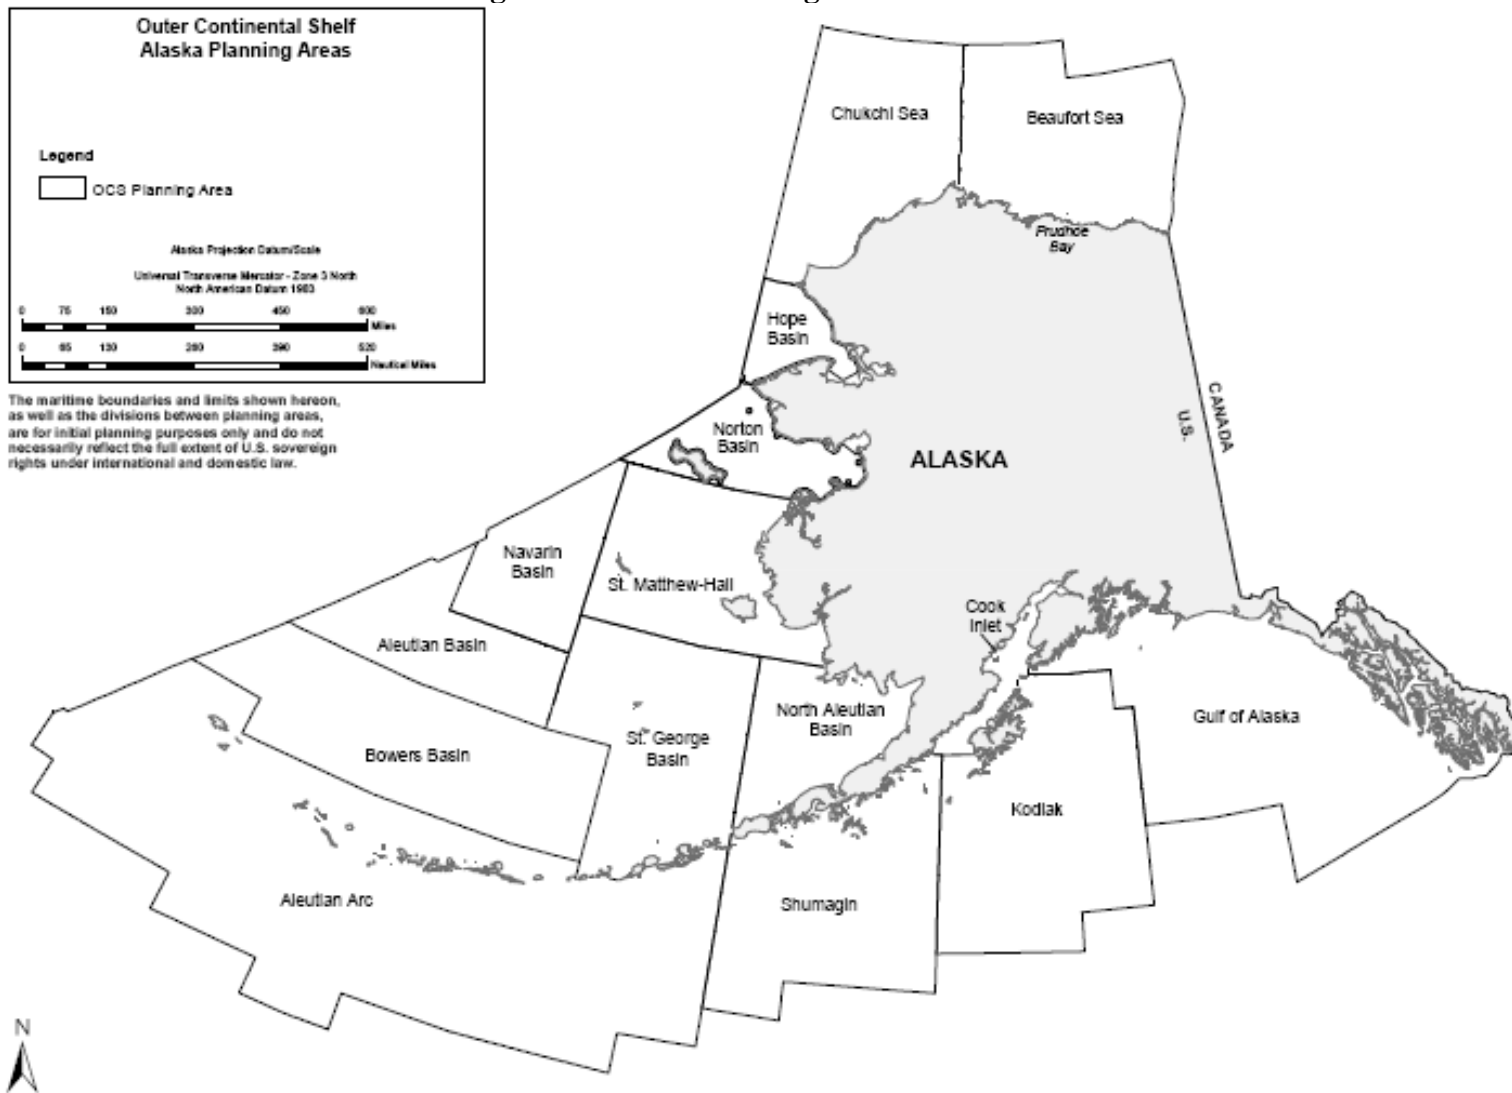 Outer Continental Shelf
Alaska Planning Areas
Legend
OCS Planning Area
Alaska Projection Datum/Scale
Universal Transverse Mercator - Zone 3 North
North American Datum 1983
0 75 150 300 450 600
Miles
0 65 130 260 390 520
Nautical Miles
The maritime boundaries and limits shown hereon,
as well as the divisions between planning areas,
are for initial planning purposes only and do not
necessarily reflect the full extent of U.S. sovereign
rights under international and domestic law.
Chukchi Sea
Beaufort Sea
Prudhoe
Bay
Hope
Basin
Norton
Basin
ALASKA
CANADA
U.S.
Navarin
Basin
St. Matthew-Hall
Aleutian Basin
Cook
Inlet
North Aleutian
Basin
Gulf of Alaska
St. George
Basin
Bowers Basin
Kodiak
Aleutian Arc
Shumagin
N